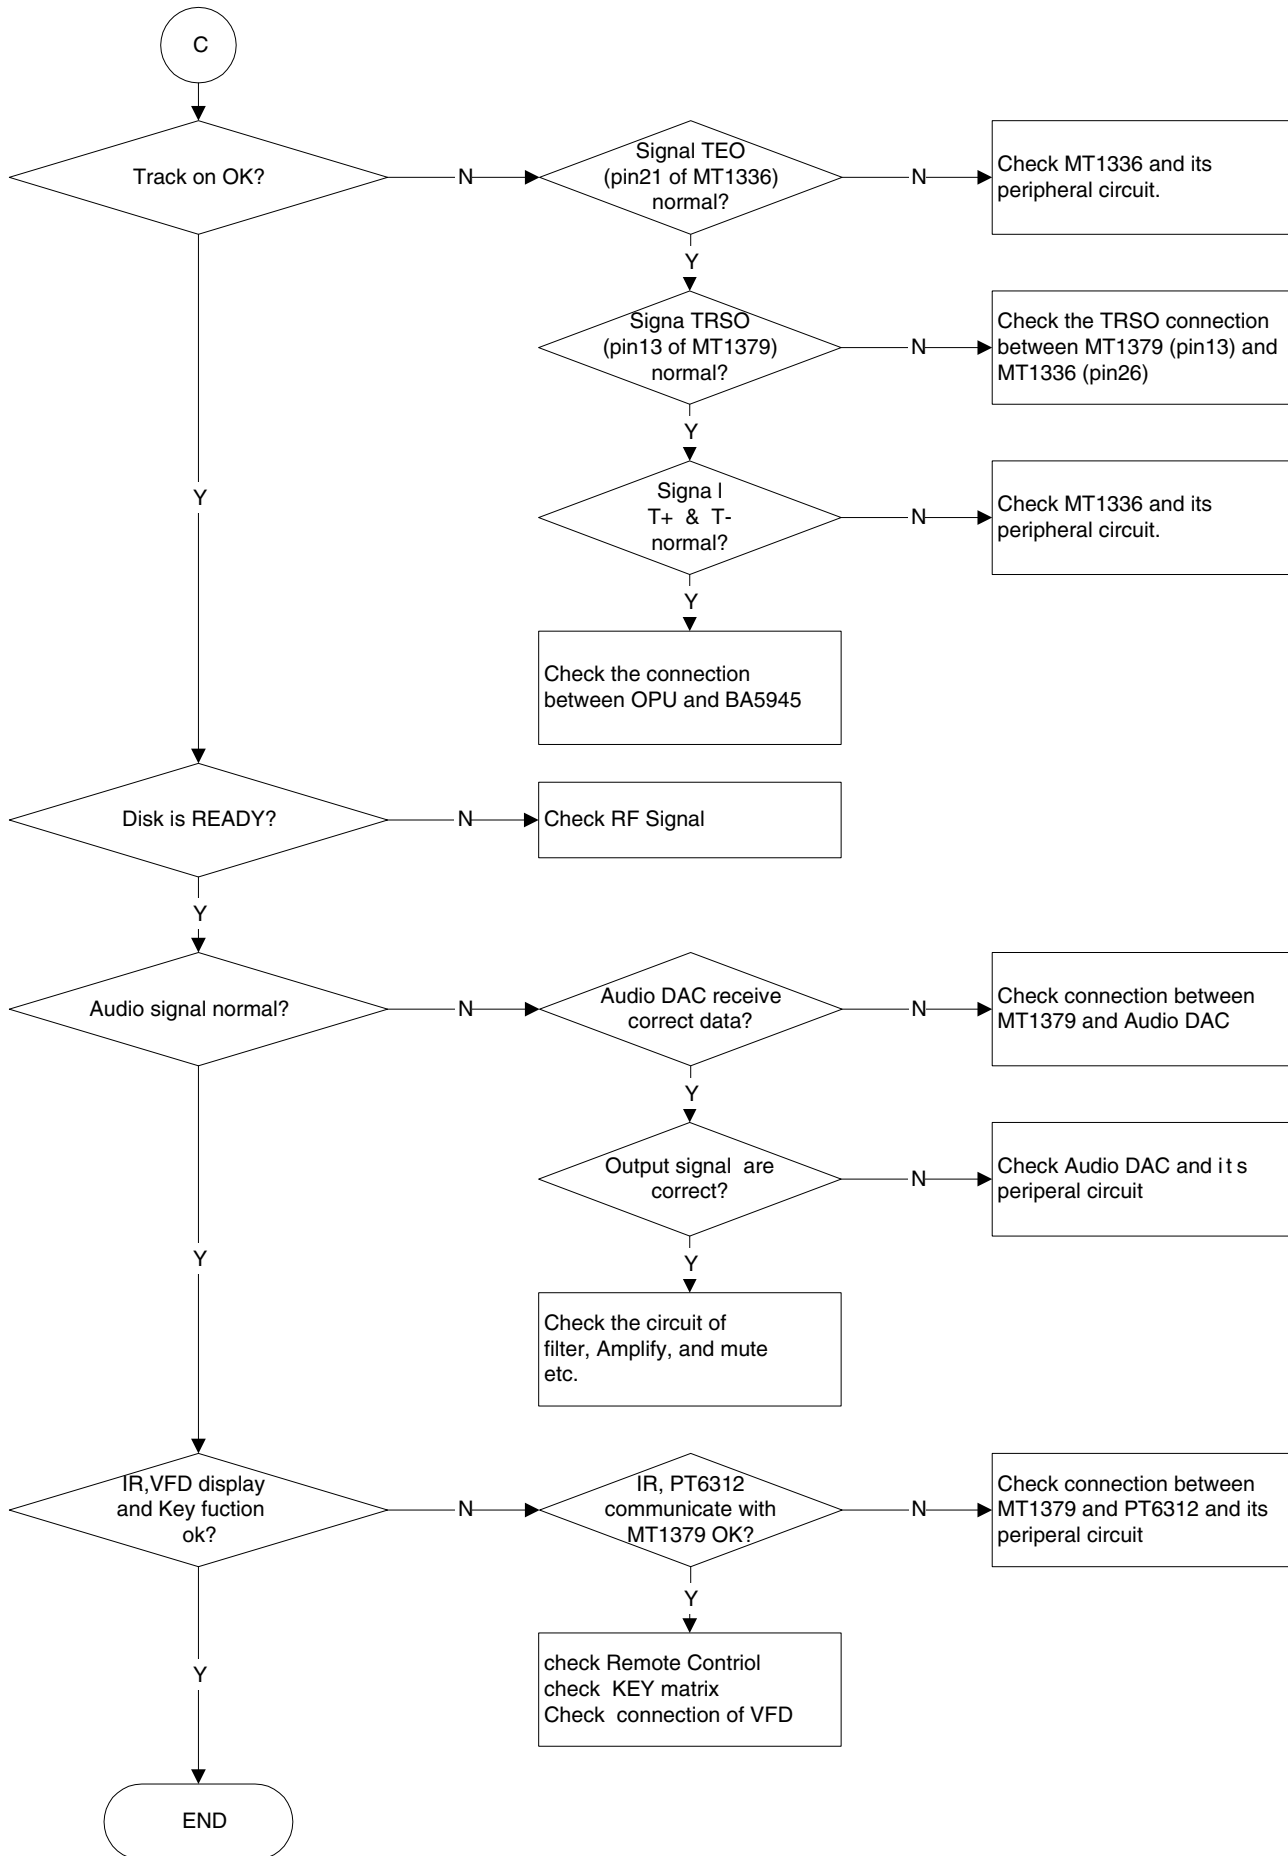 C
Track on OK?
N
Signal TEO
(pin21 of MT1336)
normal?
N
Check MT1336 and its
peripheral circuit.
Y
Signa TRSO
(pin13 of MT1379)
normal?
N
Check the TRSO connection
between MT1379 (pin13) and
MT1336 (pin26)
Y
Signa l
T+ & T-
normal?
N
Check MT1336 and its
peripheral circuit.
Y
Check the connection
between OPU and BA5945
Y
Disk is READY?
N
Check RF Signal
Y
Audio signal normal?
N
Audio DAC receive
correct data?
N
Check connection between
MT1379 and Audio DAC
Y
Output signal are
correct?
N
Check Audio DAC and its
periperal circuit
Y
Check the circuit of
filter, Amplify, and mute
etc.
Y
IR,VFD display
and Key fuction
ok?
N
IR, PT6312
communicate with
MT1379 OK?
N
Check connection between
MT1379 and PT6312 and its
periperal circuit
Y
check Remote Contriol
check KEY matrix
Check connection of VFD
Y
END